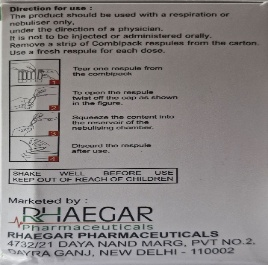 Direction for use :
The product should be used with a respiration or
nebuliser only,
under the direction of a physician.
It is not to be injected or administered orally.
Remove a strip of Combipack respules from the carton.
Use a fresh respule for each dose.
Tear one respule from
the combipack
1
To open the respule
twist off the cap as shown
in the figure.
2
Squeeze the content into
the reservoir of the
nebulising chamber.
3
Discard the respule
after use.
4
SHAKE WELL BEFORE USE
KEEP OUT OF REACH OF CHILDREN
Marketed by :
RHAEGAR
Pharmaceuticals
RHAEGAR PHARMACEUTICALS
4732/21 DAYA NAND MARG, PVT NO.2,
DAYRA GANJ, NEW DELHI - 110002